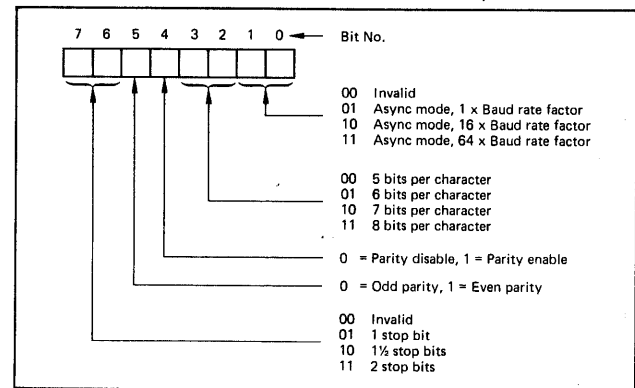 7 6 5 4 3 2 1 0 Bit No.
00 Invalid
01 Async mode, 1 x Baud rate factor
10 Async mode, 16 x Baud rate factor
11 Async mode, 64 x Baud rate factor
00 5 bits per character
01 6 bits per character
10 7 bits per character
11 8 bits per character
0 = Parity disable, 1 = Parity enable
0 = Odd parity, 1 = Even parity
00 Invalid
01 1 stop bit
10 1½ stop bits
11 2 stop bits